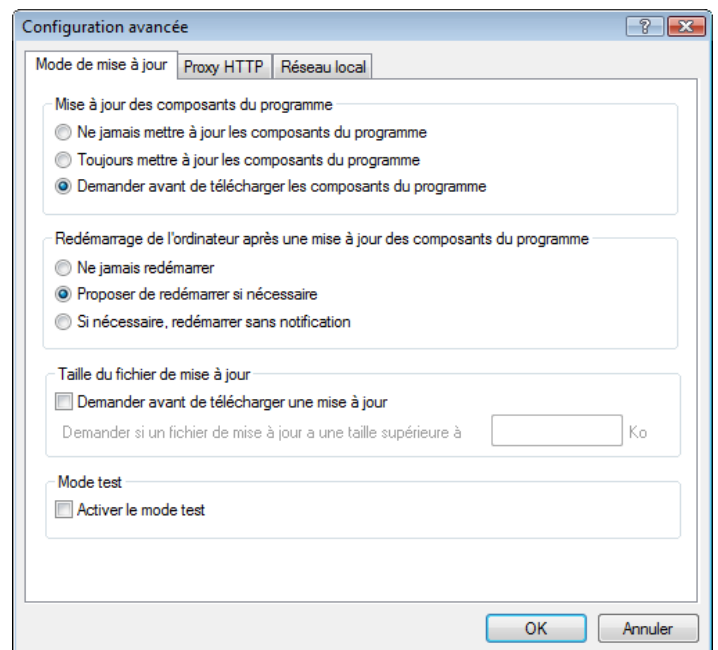 Configuration avancée
?
Mode de mise à jour
Proxy HTTP
Réseau local
Mise à jour des composants du programme
Ne jamais mettre à jour les composants du programme
Toujours mettre à jour les composants du programme
Demander avant de télécharger les composants du programme
Redémarrage de l'ordinateur après une mise à jour des composants du programme
Ne jamais redémarrer
Proposer de redémarrer si nécessaire
Si nécessaire, redémarrer sans notification
Taille du fichier de mise à jour
Demander avant de télécharger une mise à jour
Demander si un fichier de mise à jour a une taille supérieure à Ko
Mode test
Activer le mode test
OK
Annuler